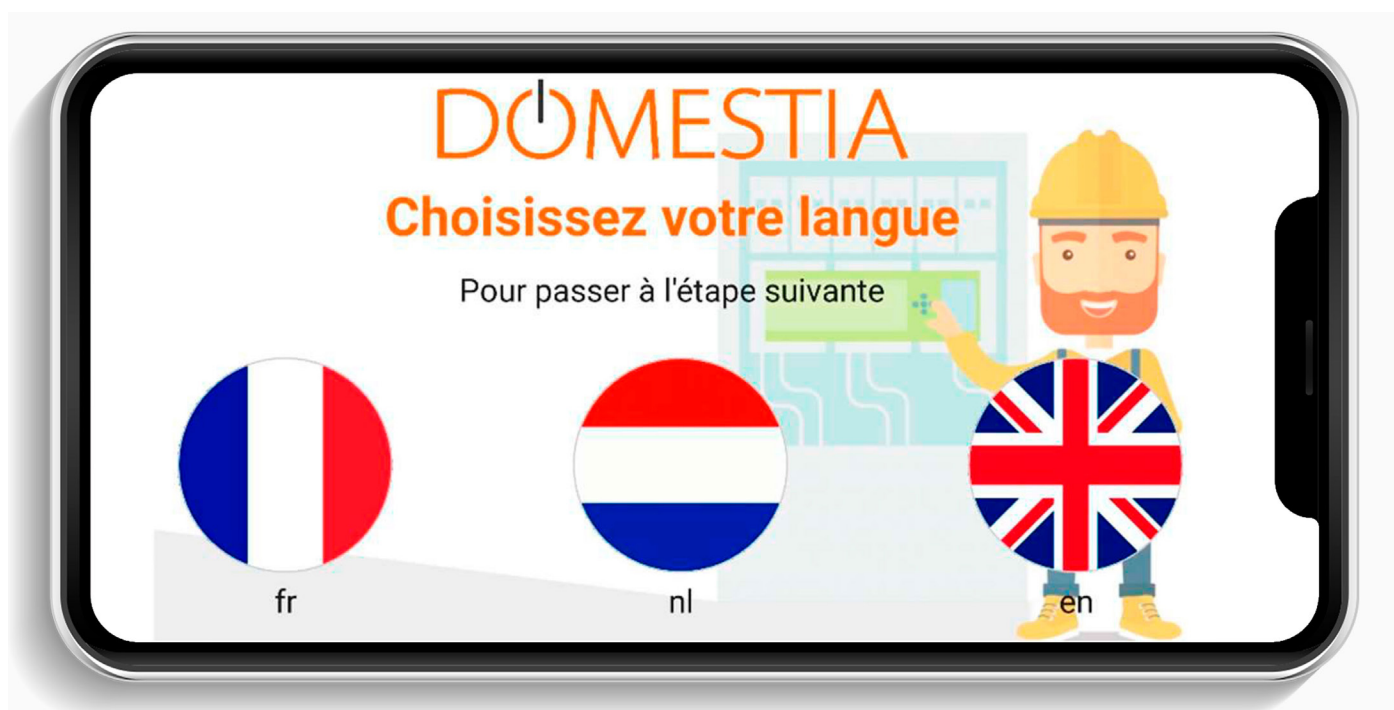 DOMESTIA
Choisissez votre langue
Pour passer à l'étape suivante
fr
nl
en